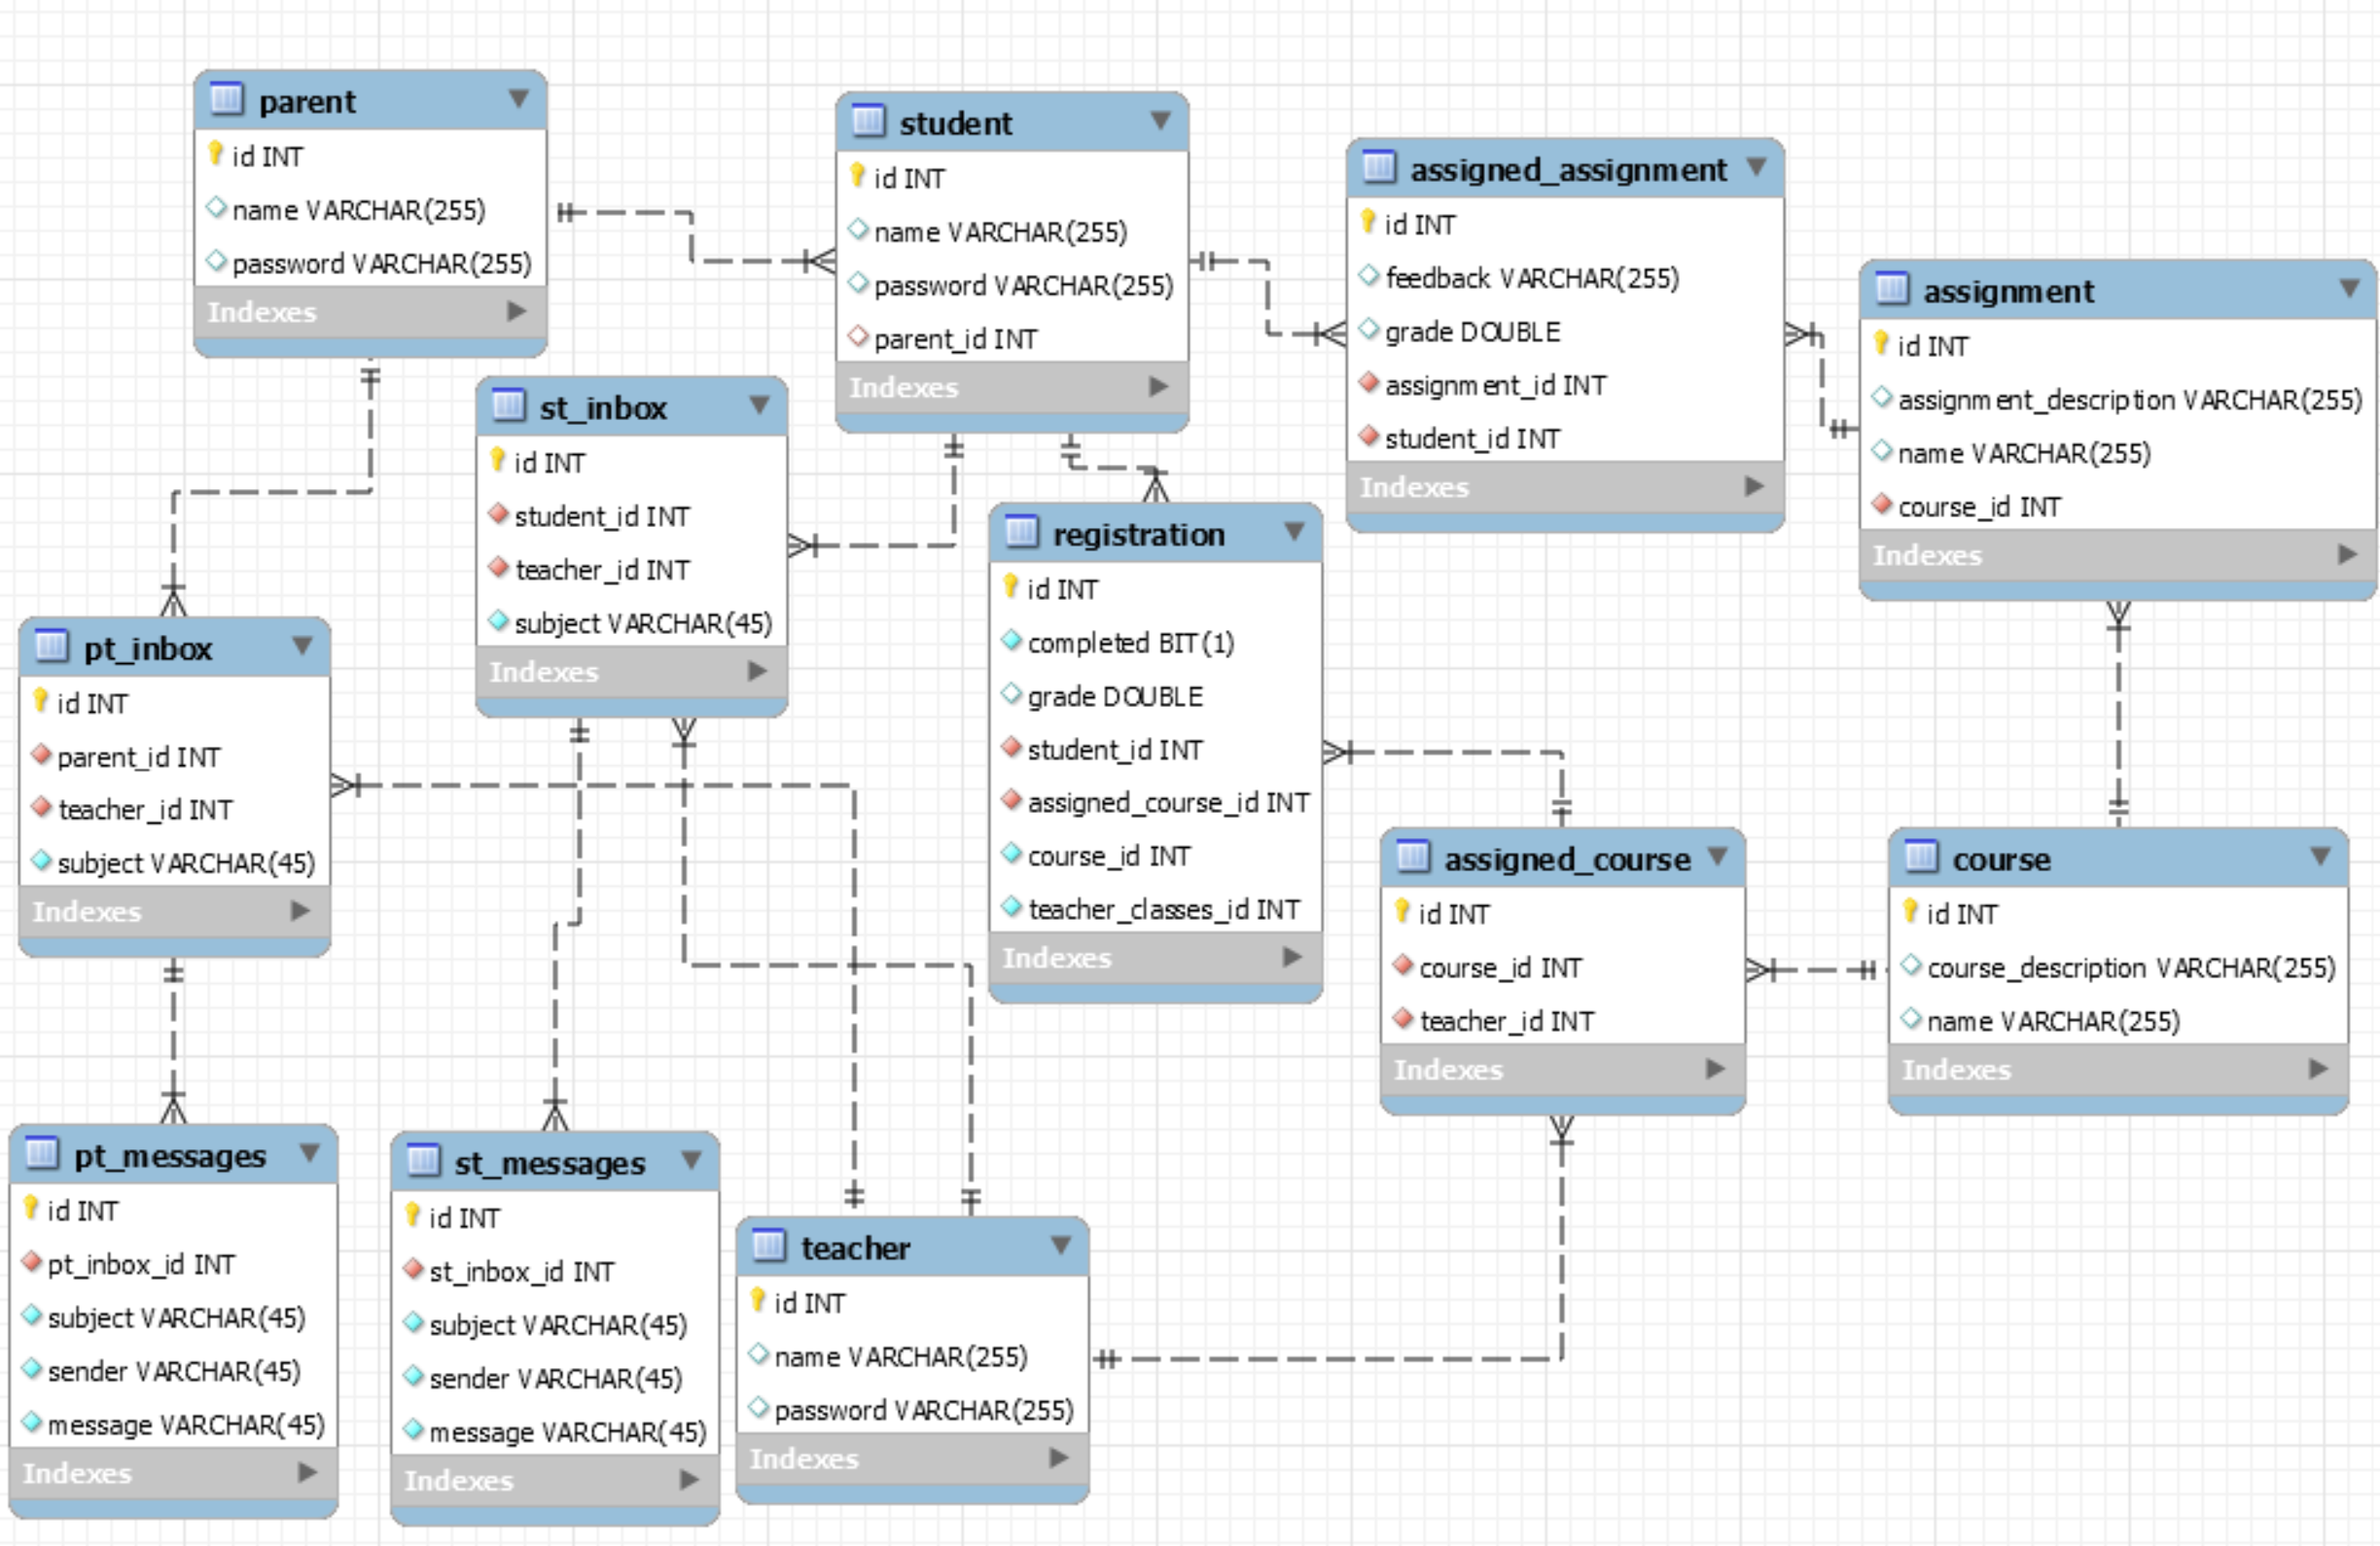 parent
id INT
name VARCHAR(255)
password VARCHAR(255)
Indexes
student
id INT
name VARCHAR(255)
password VARCHAR(255)
parent_id INT
Indexes
assigned_assignment
id INT
feedback VARCHAR(255)
grade DOUBLE
assignment_id INT
student_id INT
Indexes
assignment
id INT
assignment_description VARCHAR(255)
name VARCHAR(255)
course_id INT
Indexes
st_inbox
id INT
student_id INT
teacher_id INT
subject VARCHAR(45)
Indexes
registration
id INT
completed BIT(1)
grade DOUBLE
student_id INT
assigned_course_id INT
course_id INT
teacher_classes_id INT
Indexes
pt_inbox
id INT
parent_id INT
teacher_id INT
subject VARCHAR(45)
Indexes
assigned_course
id INT
course_id INT
teacher_id INT
Indexes
course
id INT
course_description VARCHAR(255)
name VARCHAR(255)
Indexes
pt_messages
id INT
pt_inbox_id INT
subject VARCHAR(45)
sender VARCHAR(45)
message VARCHAR(45)
Indexes
st_messages
id INT
st_inbox_id INT
subject VARCHAR(45)
sender VARCHAR(45)
message VARCHAR(45)
Indexes
teacher
id INT
name VARCHAR(255)
password VARCHAR(255)
Indexes